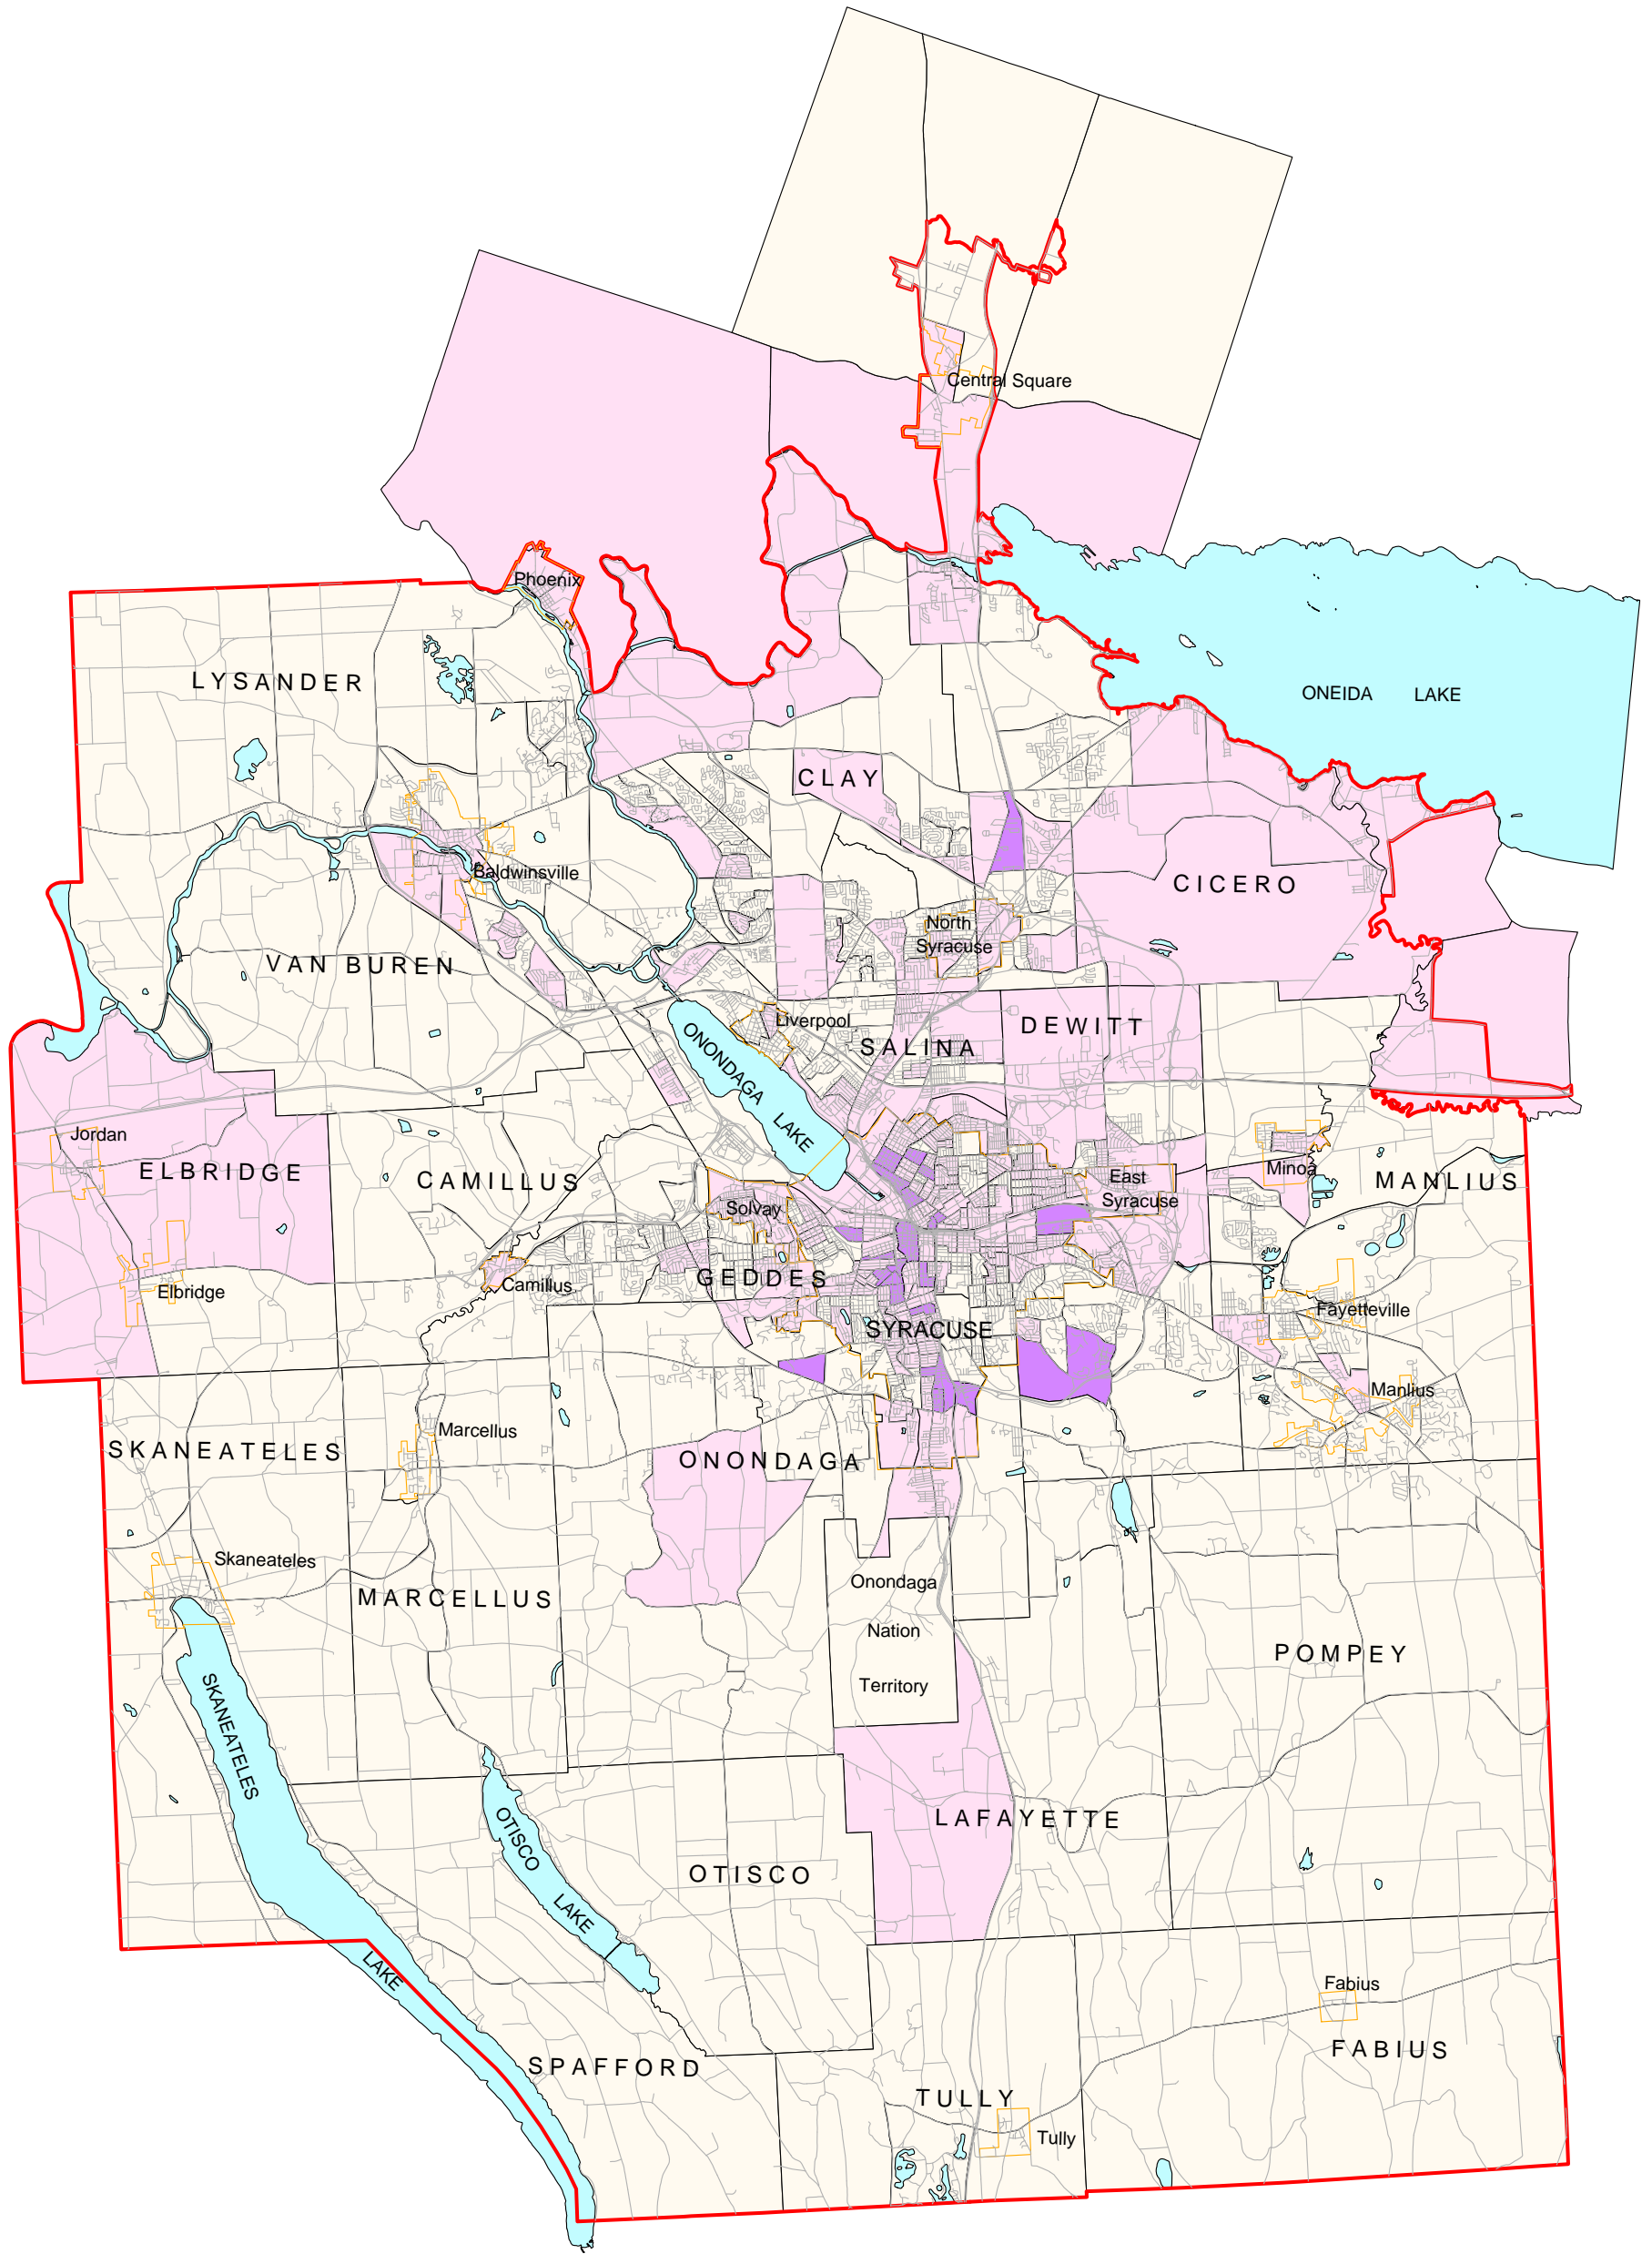 Central Square
Phoenix
LYSANDER
ONEIDA LAKE
CLAY
Baldwinsville
CICERO
North
Syracuse
VAN BUREN
Liverpool
DEWITT
SALINA
ONONDAGA
LAKE
Jordan
ELBRIDGE
CAMILLUS
East
Syracuse
Minoa
MANLIUS
Solvay
GEDDES
Elbridge
Camillus
Fayetteville
SYRACUSE
Manlius
Marcellus
SKANEATELES
ONONDAGA
Skaneateles
MARCELLUS
Onondaga
Nation
Territory
POMPEY
SKANEATELES
LAKE
OTISCO
LAKE
LAFAYETTE
OTISCO
Fabius
FABIUS
SPAFFORD
TULLY
Tully